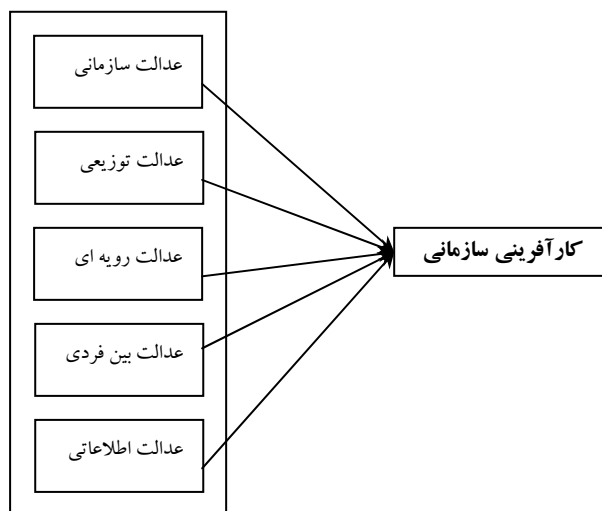 عدالت سازمانی
عدالت توزیعی
عدالت رویه ای
عدالت بین فردی
عدالت اطلاعاتی
کارآفرینی سازمانی